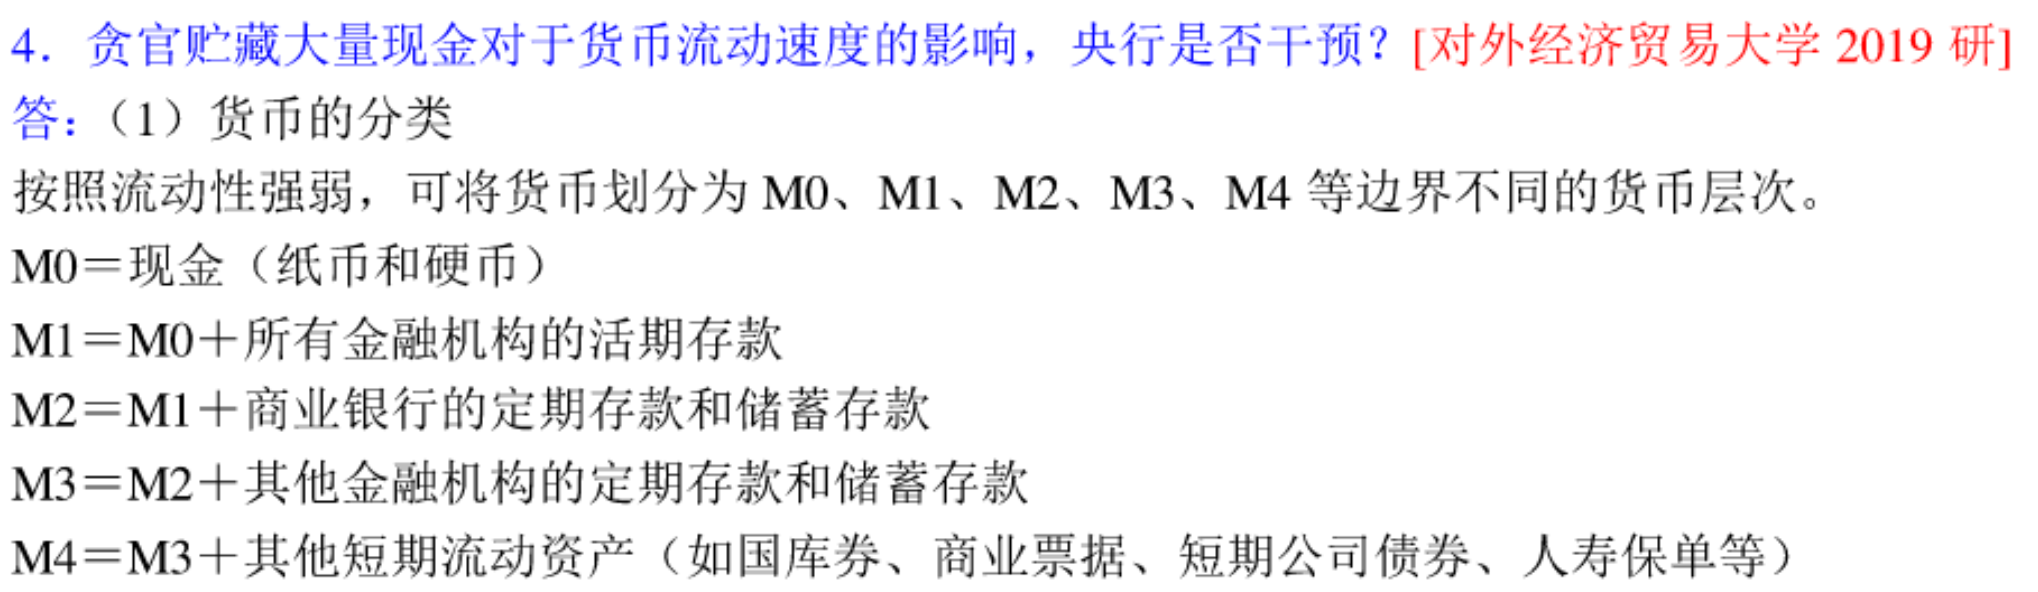 4．贪官贮藏大量现金对于货币流动速度的影响，央行是否干预？[对外经济贸易大学 2019 研]
答：（1）货币的分类
按照流动性强弱，可将货币划分为 M0、M1、M2、M3、M4 等边界不同的货币层次。
M0＝现金（纸币和硬币）
M1＝M0＋所有金融机构的活期存款
M2＝M1＋商业银行的定期存款和储蓄存款
M3＝M2＋其他金融机构的定期存款和储蓄存款
M4＝M3＋其他短期流动资产（如国库券、商业票据、短期公司债券、人寿保单等）